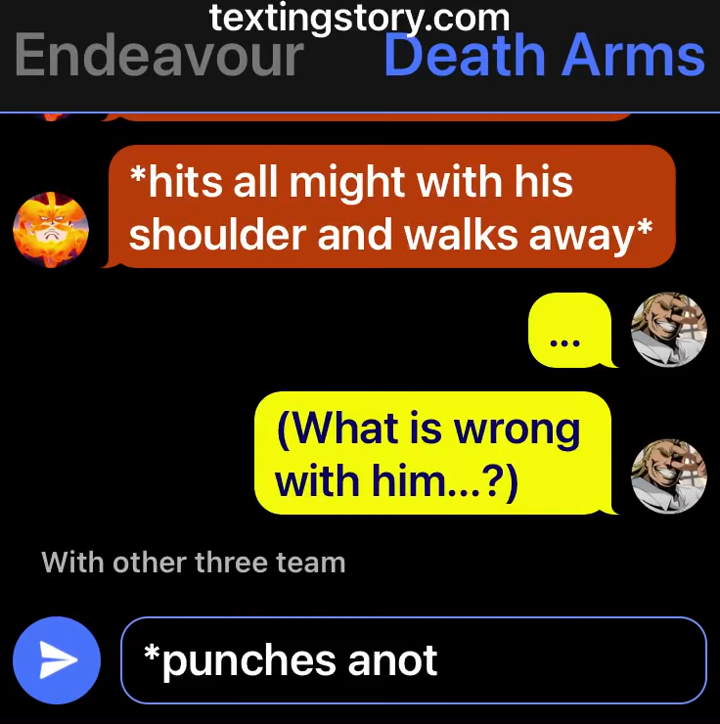 textingstory.com
Endeavour Death Arms
*hits all might with his
shoulder and walks away*
...
(What is wrong
with him...?)
With other three team
*punches anot